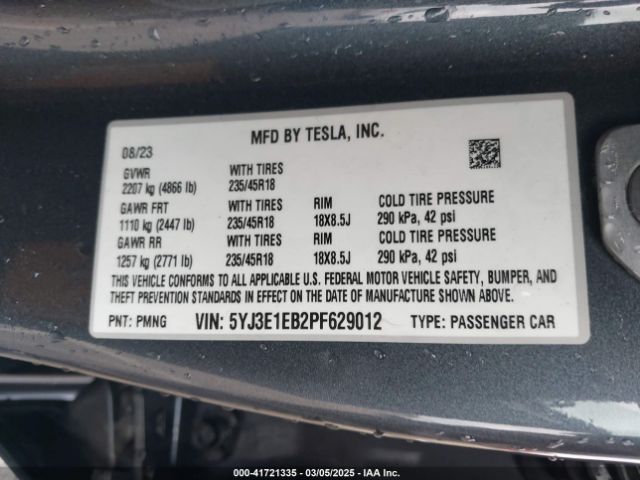 MFD BY TESLA, INC.
08/23
GVWR WITH TIRES
2207 kg (4866 lb) 235/45R18
GAWR FRT WITH TIRES RIM COLD TIRE PRESSURE
1110 kg (2447 lb) 235/45R18 18X8.5J 290 kPa, 42 psi
GAWR RR WITH TIRES RIM COLD TIRE PRESSURE
1257 kg (2771 lb) 235/45R18 18X8.5J 290 kPa, 42 psi
THIS VEHICLE CONFORMS TO ALL APPLICABLE U.S. FEDERAL MOTOR VEHICLE SAFETY, BUMPER, AND
THEFT PREVENTION STANDARDS IN EFFECT ON THE DATE OF MANUFACTURE SHOWN ABOVE.
PNT: PMNG VIN: 5YJ3E1EB2PF629012 TYPE: PASSENGER CAR
000-41721335 — 03/05/2025 — IAA Inc.